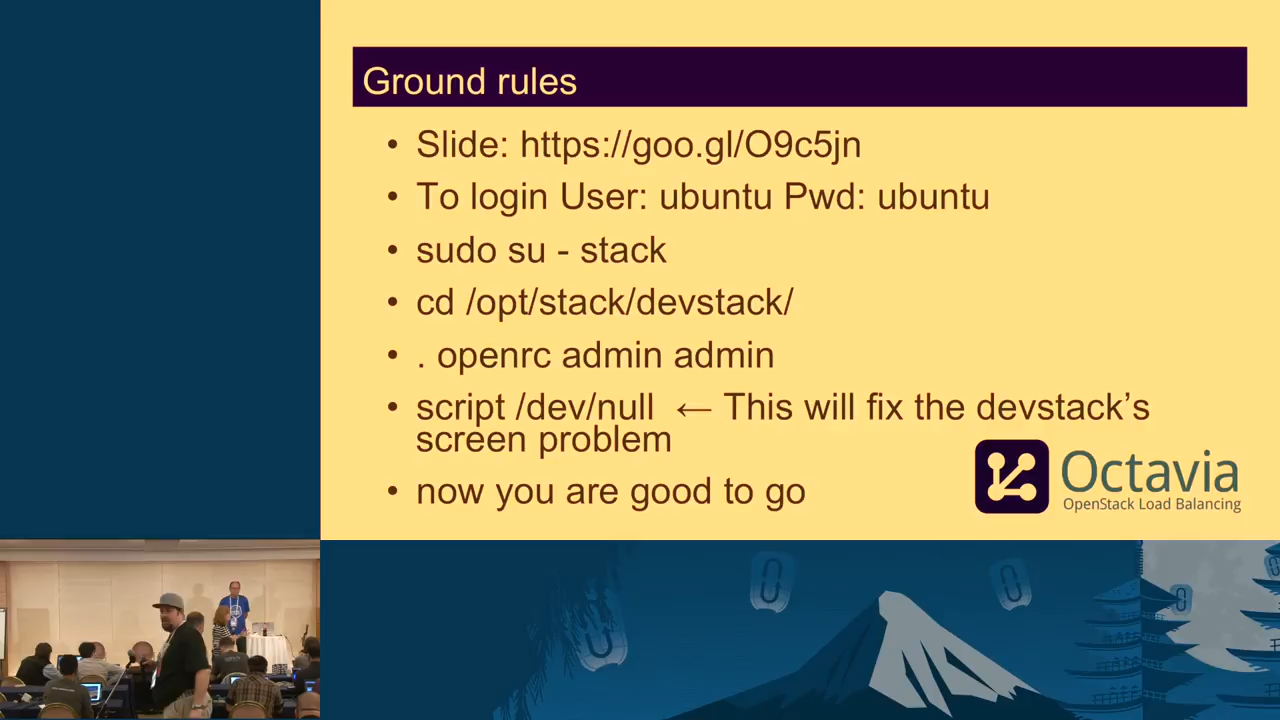 Ground rules
• Slide: https://goo.gl/O9c5jn
• To login User: ubuntu Pwd: ubuntu
• sudo su - stack
• cd /opt/stack/devstack/
• . openrc admin admin
• script /dev/null ← This will fix the devstack’s
screen problem
• now you are good to go
Octavia
OpenStack Load Balancing